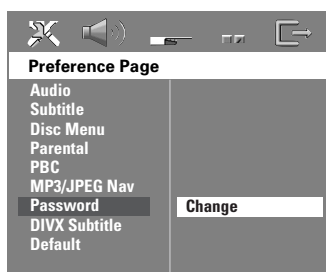 Preference Page
Audio
Subtitle
Disc Menu
Parental
PBC
MP3/JPEG Nav
Password
Change
DIVX Subtitle
Default